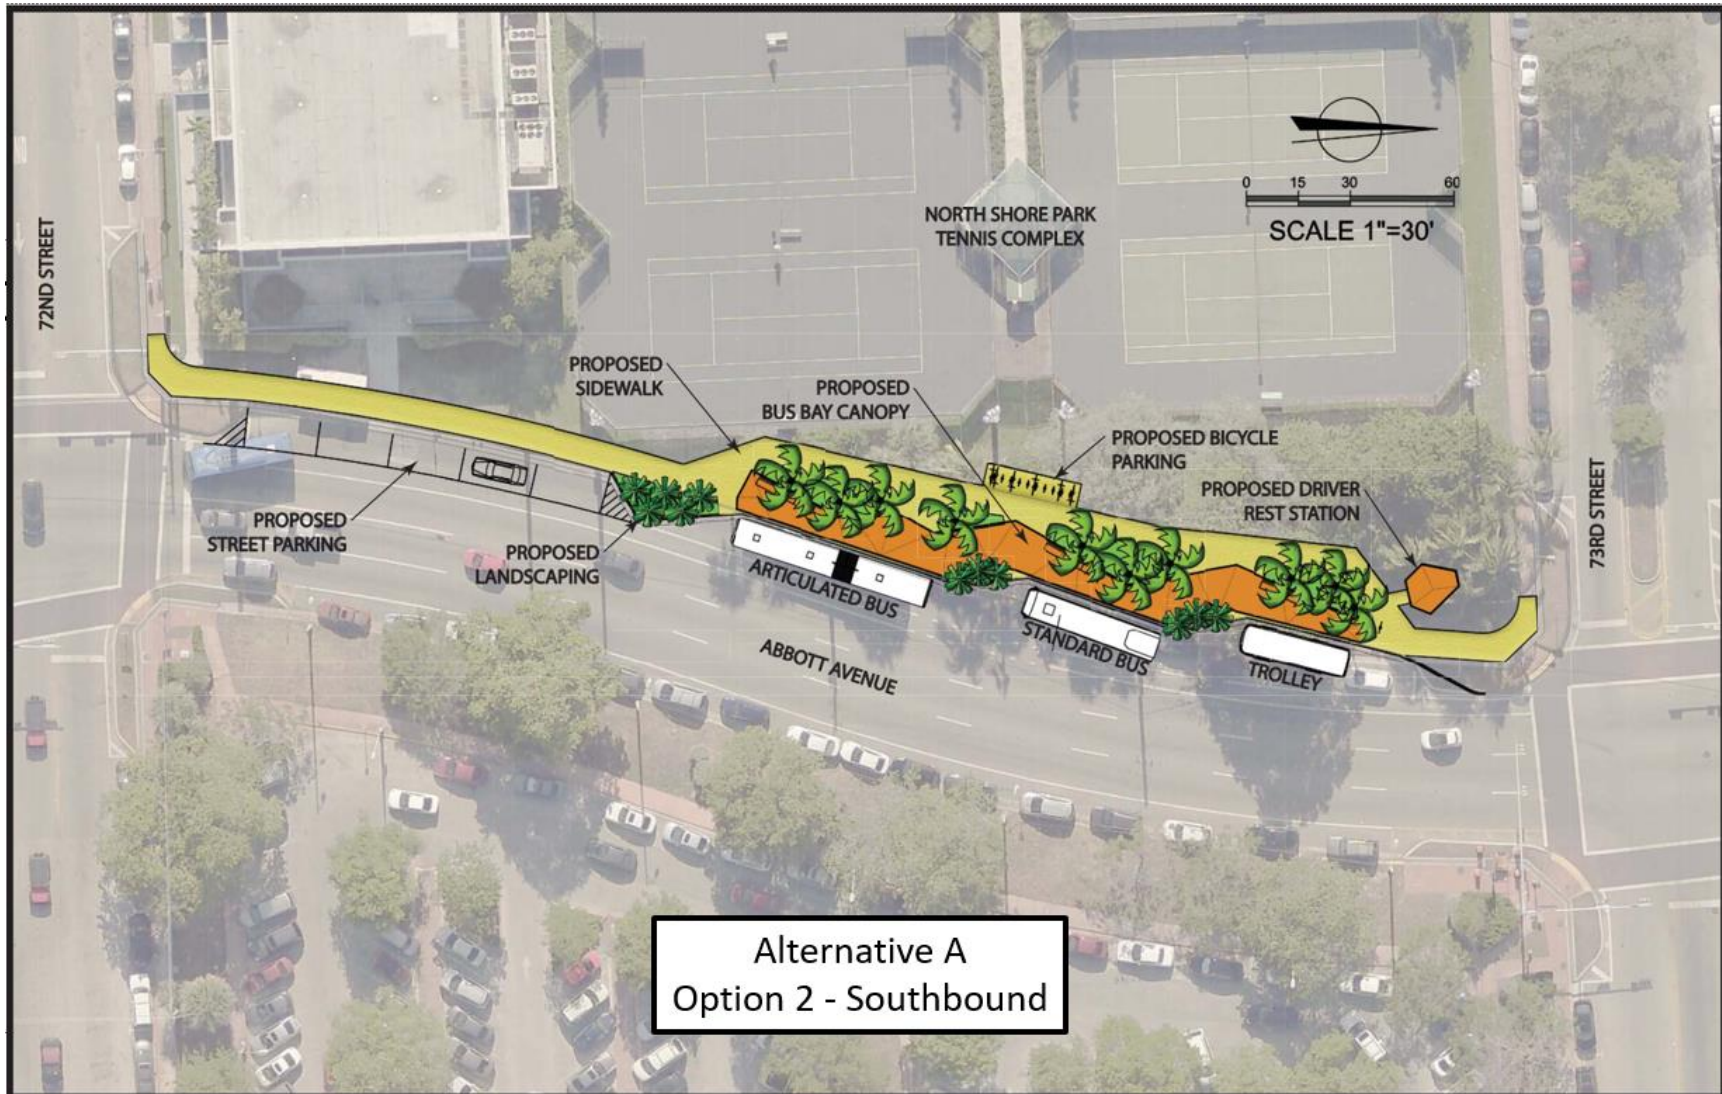 0 15 30 60
SCALE 1"=30'
NORTH SHORE PARK
TENNIS COMPLEX
72ND STREET
PROPOSED
SIDEWALK
PROPOSED
BUS BAY CANOPY
PROPOSED BICYCLE
PARKING
PROPOSED DRIVER
REST STATION
73RD STREET
PROPOSED
STREET PARKING
PROPOSED
LANDSCAPING
ARTICULATED BUS
STANDARD BUS
TROLLEY
ABBOTT AVENUE
Alternative A
Option 2 - Southbound